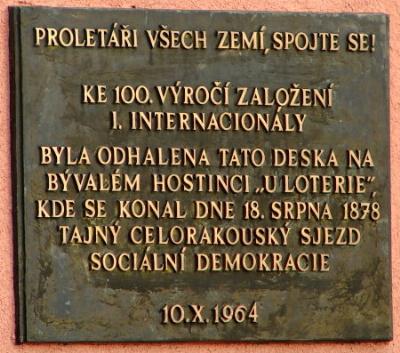 PROLETÁŘI VŠECH ZEMÍ, SPOJTE SE!
KE 100. VÝROČÍ ZALOŽENÍ
I. INTERNACIONÁLY
BYLA ODHALENA TATO DESKA NA
BÝVALÉM HOSTINCI „U LOTERIE“,
KDE SE KONAL DNE 18. SRPNA 1878
TAJNÝ CELORAKOUSKÝ SJEZD
SOCIÁLNÍ DEMOKRACIE
10.X.1964